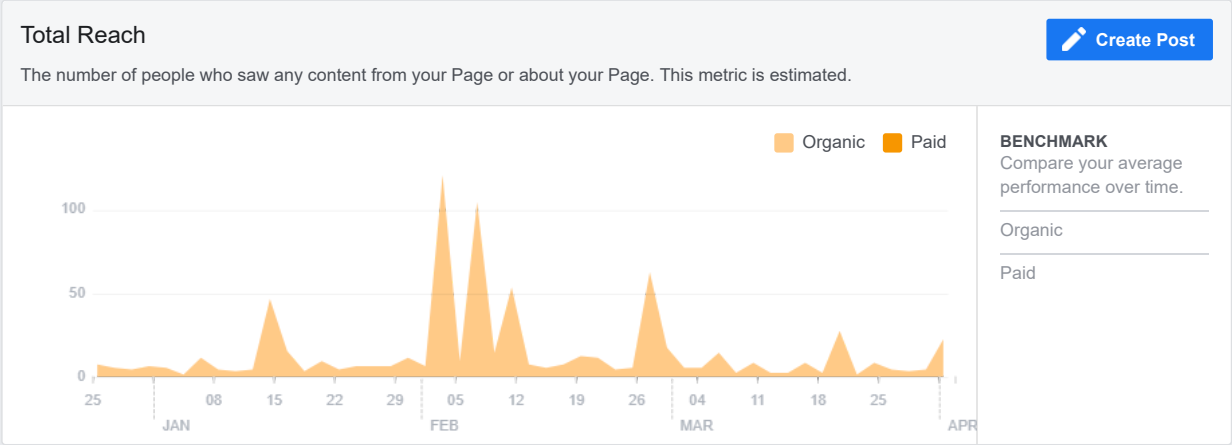 Total Reach
Create Post
The number of people who saw any content from your Page or about your Page. This metric is estimated.
Organic Paid
BENCHMARK
Compare your average
performance over time.
Organic
Paid
100
50
0
25 08 15 22 29 05 12 19 26 04 11 18 25
JAN FEB MAR APR